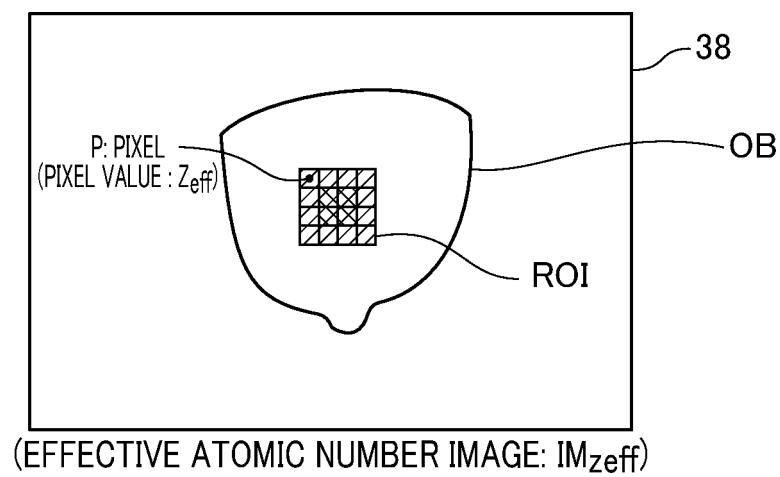 38
P: PIXEL
(PIXEL VALUE : Zeff)
OB
ROI
(EFFECTIVE ATOMIC NUMBER IMAGE: IMzeff)